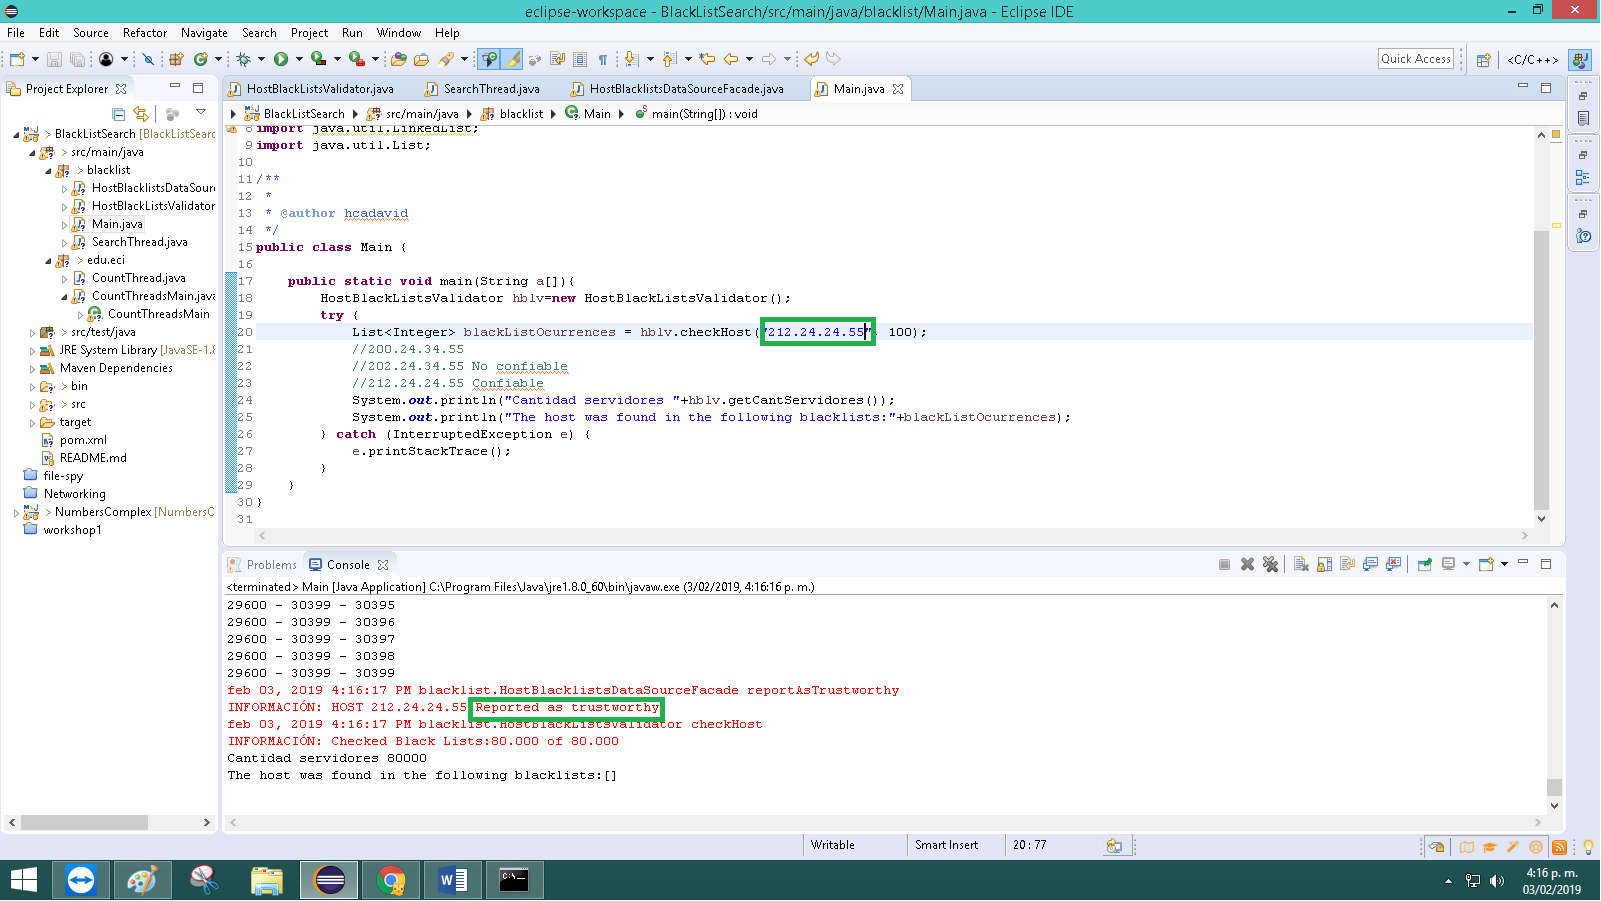 eclipse-workspace - BlackListSearch/src/main/java/blacklist/Main.java - Eclipse IDE
File Edit Source Refactor Navigate Search Project Run Window Help
Quick Access
<C/C++>
Project Explorer
HostBlackListsValidator.java SearchThread.java HostBlacklistsDataSourceFacade.java Main.java
BlackListSearch src/main/java blacklist Main main(String[]) : void
> BlackListSearch [BlackListSearc
> src/main/java
> blacklist
HostBlacklistsDataSour
HostBlackListsValidator
Main.java
SearchThread.java
> edu.eci
CountThread.java
CountThreadsMain.java
CountThreadsMain
> src/test/java
JRE System Library [JavaSE-1.8
Maven Dependencies
> bin
> src
target
pom.xml
README.md
file-spy
Networking
> NumbersComplex [NumbersC
workshop1
8 import java.util.LinkedList;
9 import java.util.List;
10
11 /**
12 *
13 * @author hcadavid
14 */
15 public class Main {
16
17 public static void main(String a[]){
18 HostBlackListsValidator hblv=new HostBlackListsValidator();
19 try {
20 List<Integer> blackListOcurrences = hblv.checkHost("212.24.24.55", 100);
21 //200.24.34.55
22 //202.24.34.55 No confiable
23 //212.24.24.55 Confiable
24 System.out.println("Cantidad servidores "+hblv.getCantServidores());
25 System.out.println("The host was found in the following blacklists:"+blackListOcurrences);
26 } catch (InterruptedException e) {
27 e.printStackTrace();
28 }
29 }
30 }
31
Problems Console
<terminated> Main [Java Application] C:\Program Files\Java\jre1.8.0_60\bin\javaw.exe (3/02/2019, 4:16:16 p. m.)
29600 - 30399 - 30395
29600 - 30399 - 30396
29600 - 30399 - 30397
29600 - 30399 - 30398
29600 - 30399 - 30399
feb 03, 2019 4:16:17 PM blacklist.HostBlacklistsDataSourceFacade reportAsTrustworthy
INFORMACIÓN: HOST 212.24.24.55 Reported as trustworthy
feb 03, 2019 4:16:17 PM blacklist.HostBlackListsValidator checkHost
INFORMACIÓN: Checked Black Lists:80.000 of 80.000
Cantidad servidores 80000
The host was found in the following blacklists:[]
Writable Smart Insert 20 : 77
4:16 p. m.
03/02/2019